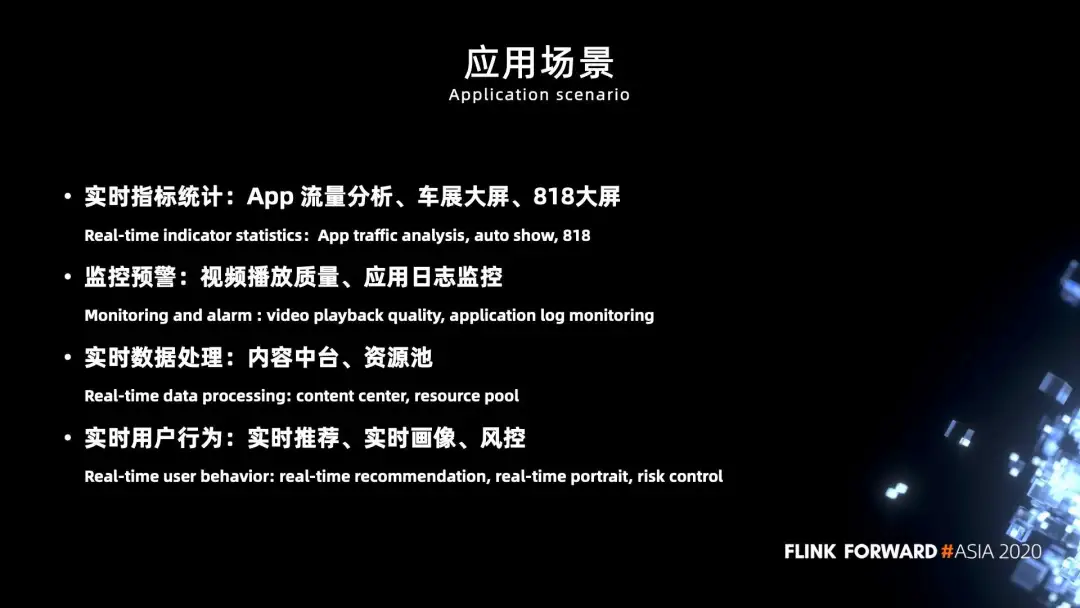 应用场景
Application scenario
• 实时指标统计：App 流量分析、车展大屏、818大屏
Real-time indicator statistics：App traffic analysis, auto show, 818
• 监控预警：视频播放质量、应用日志监控
Monitoring and alarm : video playback quality, application log monitoring
• 实时数据处理：内容中台、资源池
Real-time data processing: content center, resource pool
• 实时用户行为：实时推荐、实时画像、风控
Real-time user behavior: real-time recommendation, real-time portrait, risk control
FLINK FORWARD #ASIA 2020